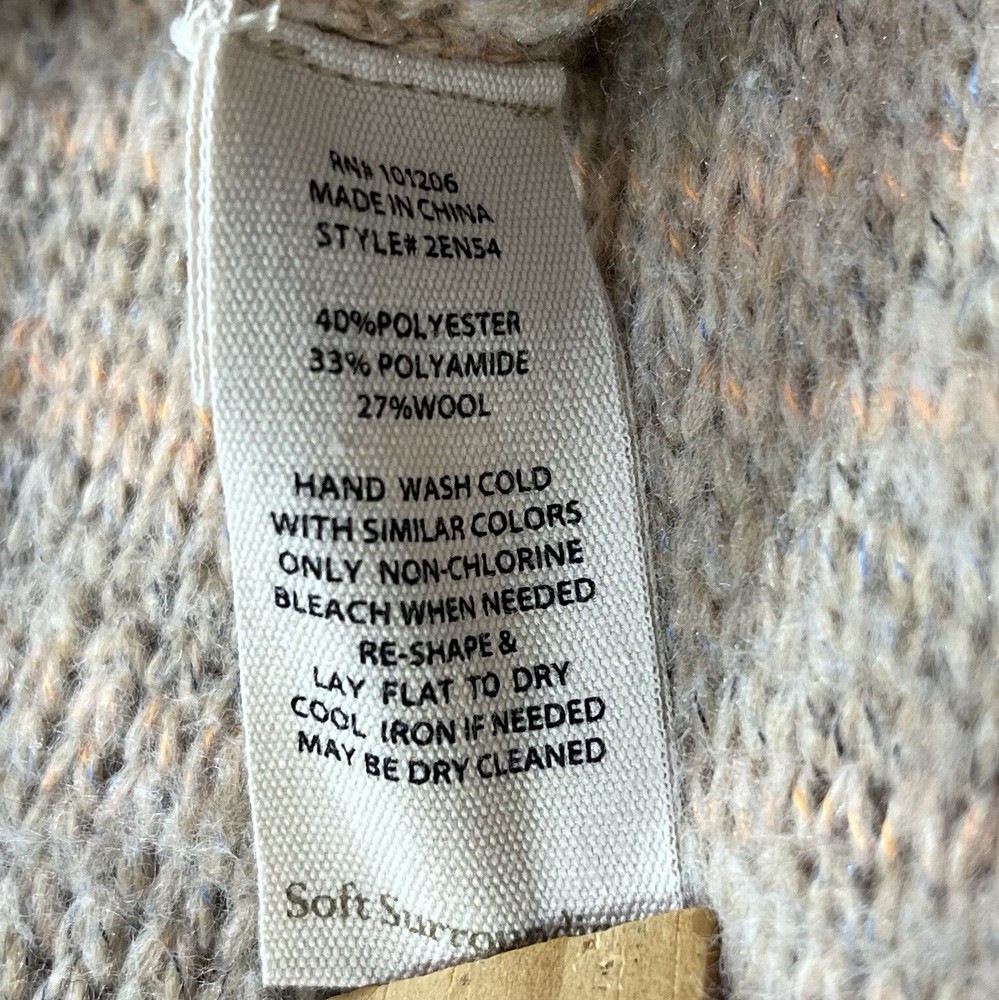 RN# 101206
MADE IN CHINA
STYLE# 2EN54
40%POLYESTER
33% POLYAMIDE
27%WOOL
HAND WASH COLD
WITH SIMILAR COLORS
ONLY NON-CHLORINE
BLEACH WHEN NEEDED
RE-SHAPE &
LAY FLAT TO DRY
COOL IRON IF NEEDED
MAY BE DRY CLEANED
Soft